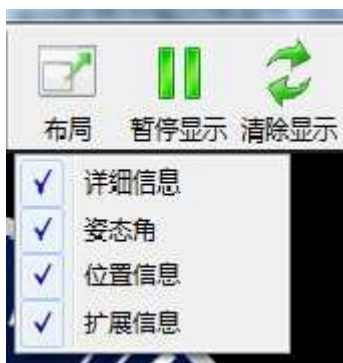 布局 暂停显示 清除显示
详细信息
姿态角
位置信息
扩展信息